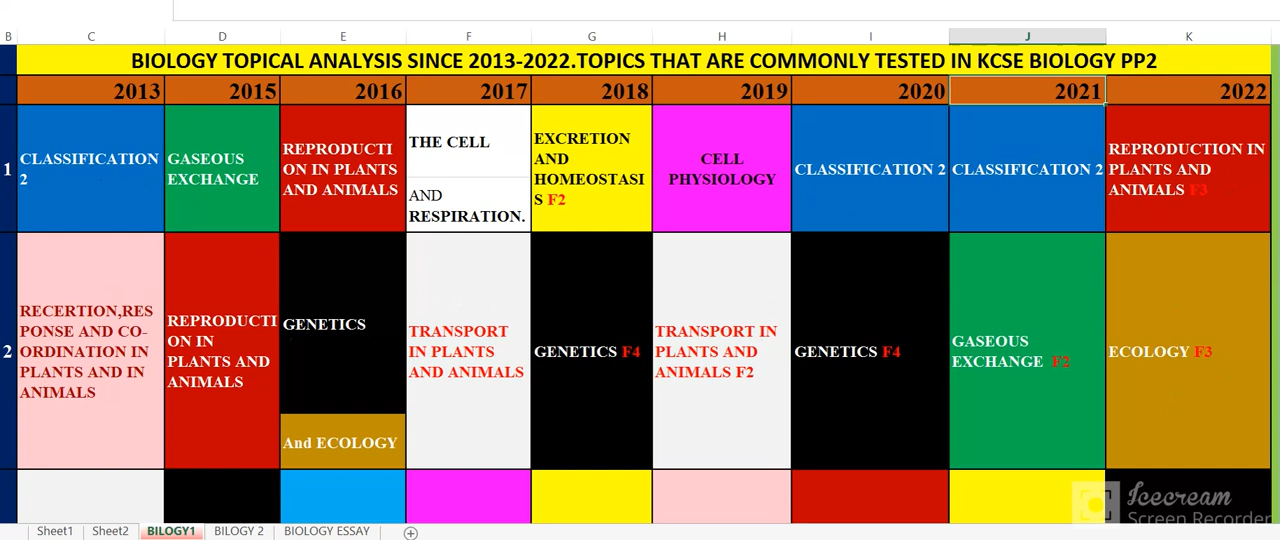 B C D E F G H I J K
BIOLOGY TOPICAL ANALYSIS SINCE 2013-2022.TOPICS THAT ARE COMMONLY TESTED IN KCSE BIOLOGY PP2
2013 2015 2016 2017 2018 2019 2020 2021 2022
1
CLASSIFICATION
2
GASEOUS
EXCHANGE
REPRODUCTI
ON IN PLANTS
AND ANIMALS
THE CELL
AND
RESPIRATION.
EXCRETION
AND
HOMEOSTASI
S F2
CELL
PHYSIOLOGY
CLASSIFICATION 2
CLASSIFICATION 2
REPRODUCTION IN
PLANTS AND
ANIMALS F3
2
RECERTION,RES
PONSE AND CO-
ORDINATION IN
PLANTS AND IN
ANIMALS
REPRODUCTI
ON IN
PLANTS AND
ANIMALS
GENETICS
And ECOLOGY
TRANSPORT
IN PLANTS
AND ANIMALS
GENETICS F4
TRANSPORT IN
PLANTS AND
ANIMALS F2
GENETICS F4
GASEOUS
EXCHANGE F2
ECOLOGY F3
Icecream
Screen Recorder
Sheet1 Sheet2 BILOGY1 BILOGY 2 BIOLOGY ESSAY